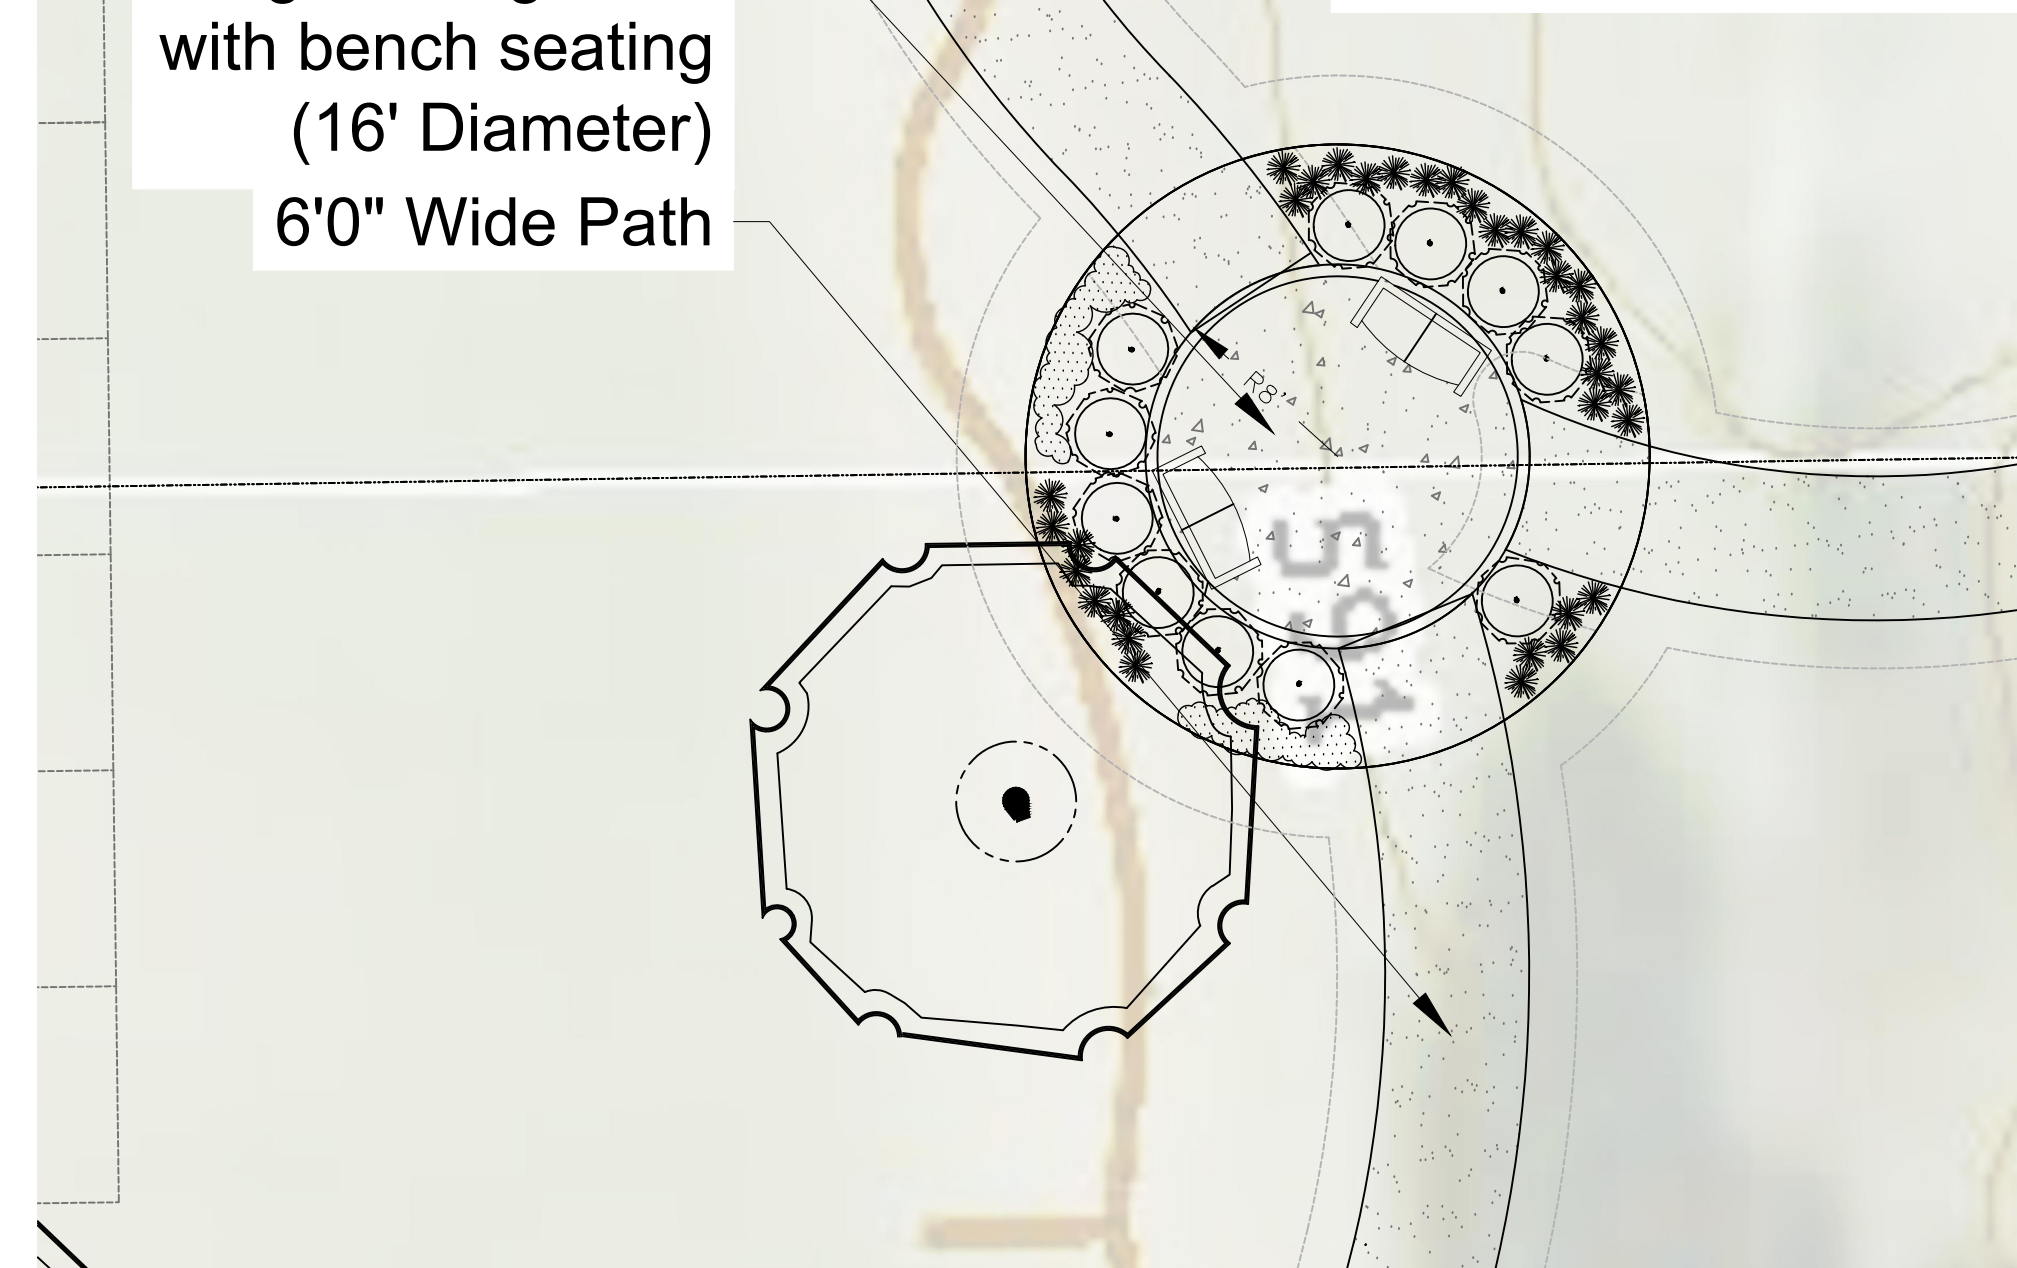 with bench seating
(16' Diameter)
6'0" Wide Path
R8'